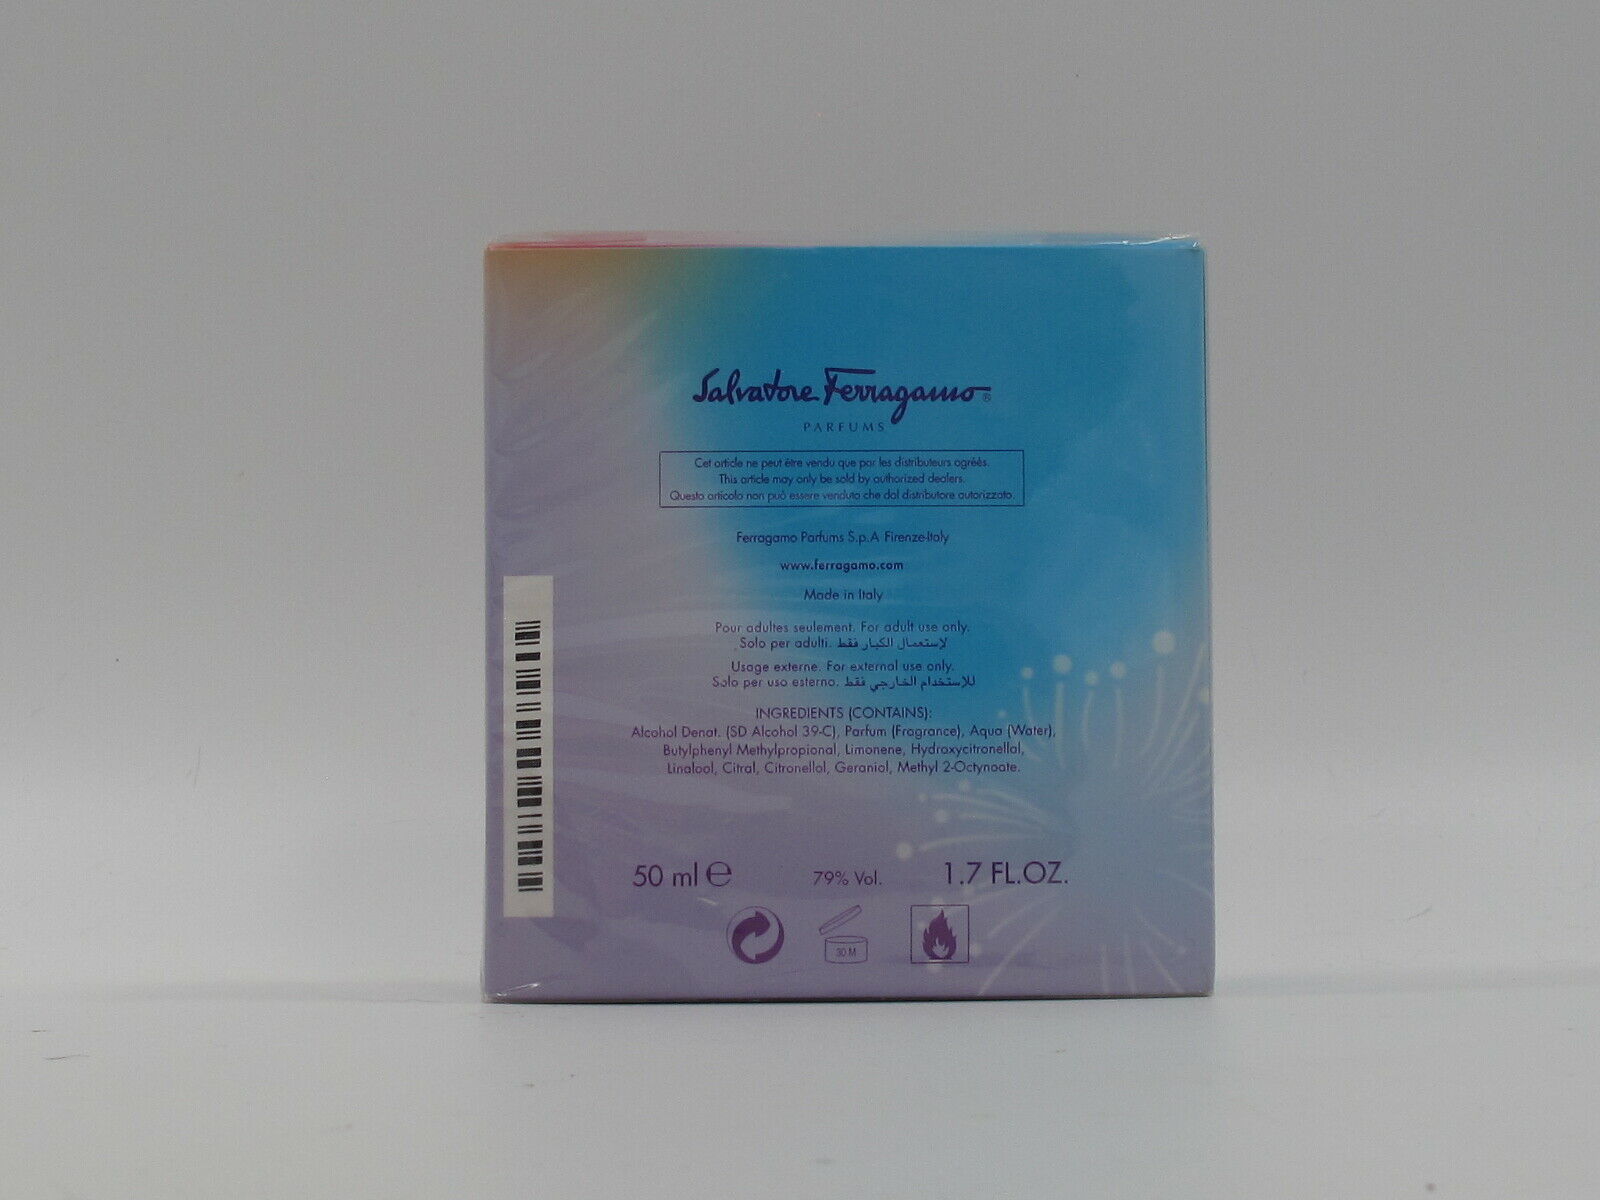 Salvatore Ferragamo®
PARFUMS
Cet article ne peut être vendu que par les distributeurs agréés.
This article may only be sold by authorized dealers.
Questo articolo non può essere venduto che dal distributore autorizzato.
Ferragamo Parfums S.p.A Firenze-Italy
www.ferragamo.com
Made in Italy
Pour adultes seulement. For adult use only.
Solo per adulti. لإستعمال الكبار فقط
Usage externe. For external use only.
Solo per uso esterno. للإستخدام الخارجي فقط
INGREDIENTS (CONTAINS):
Alcohol Denat. (SD Alcohol 39-C), Parfum (Fragrance), Aqua (Water),
Butylphenyl Methylpropional, Limonene, Hydroxycitronellal,
Linalool, Citral, Citronellol, Geraniol, Methyl 2-Octynoate.
50 ml ℮ 79% Vol. 1.7 FL.OZ.
30 M